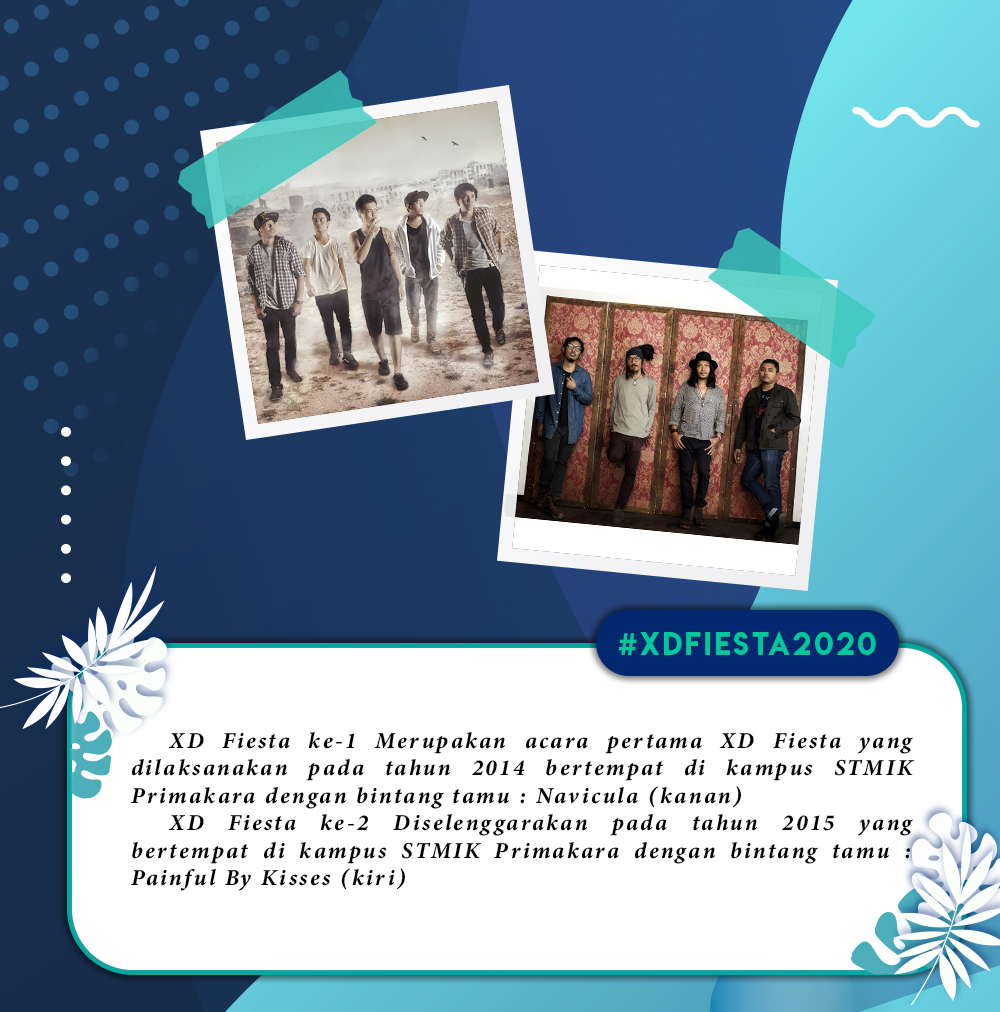 #XDFIESTA2020
XD Fiesta ke-1 Merupakan acara pertama XD Fiesta yang
dilaksanakan pada tahun 2014 bertempat di kampus STMIK
Primakara dengan bintang tamu : Navicula (kanan)
XD Fiesta ke-2 Diselenggarakan pada tahun 2015 yang
bertempat di kampus STMIK Primakara dengan bintang tamu :
Painful By Kisses (kiri)